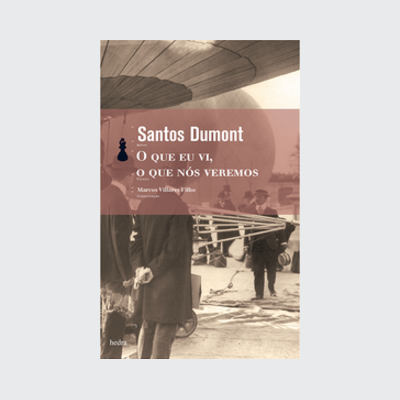 Santos Dumont
O QUE EU VI,
O QUE NÓS VEREMOS
Marcos Villares Filho
hedra